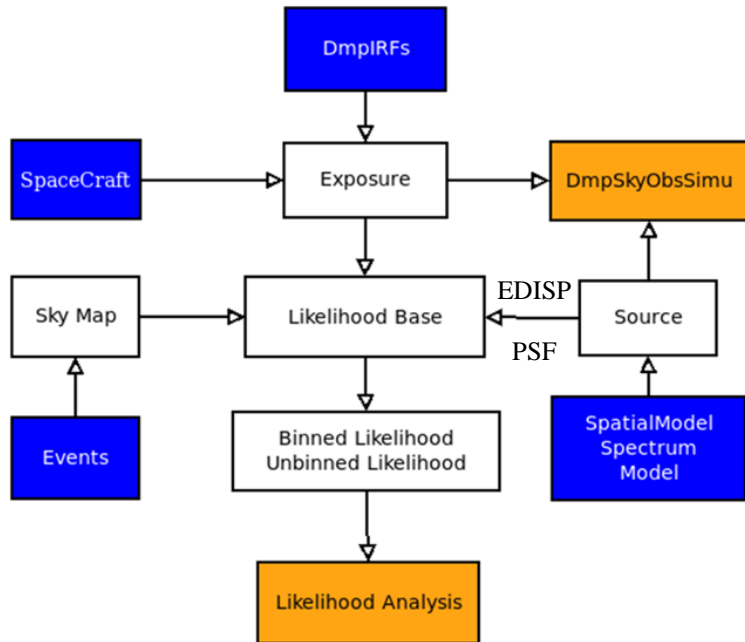 DmpIRFs
SpaceCraft
Exposure
DmpSkyObsSimu
Sky Map
Likelihood Base
EDISP
PSF
Source
Events
Binned Likelihood
Unbinned Likelihood
SpatialModel
Spectrum
Model
Likelihood Analysis